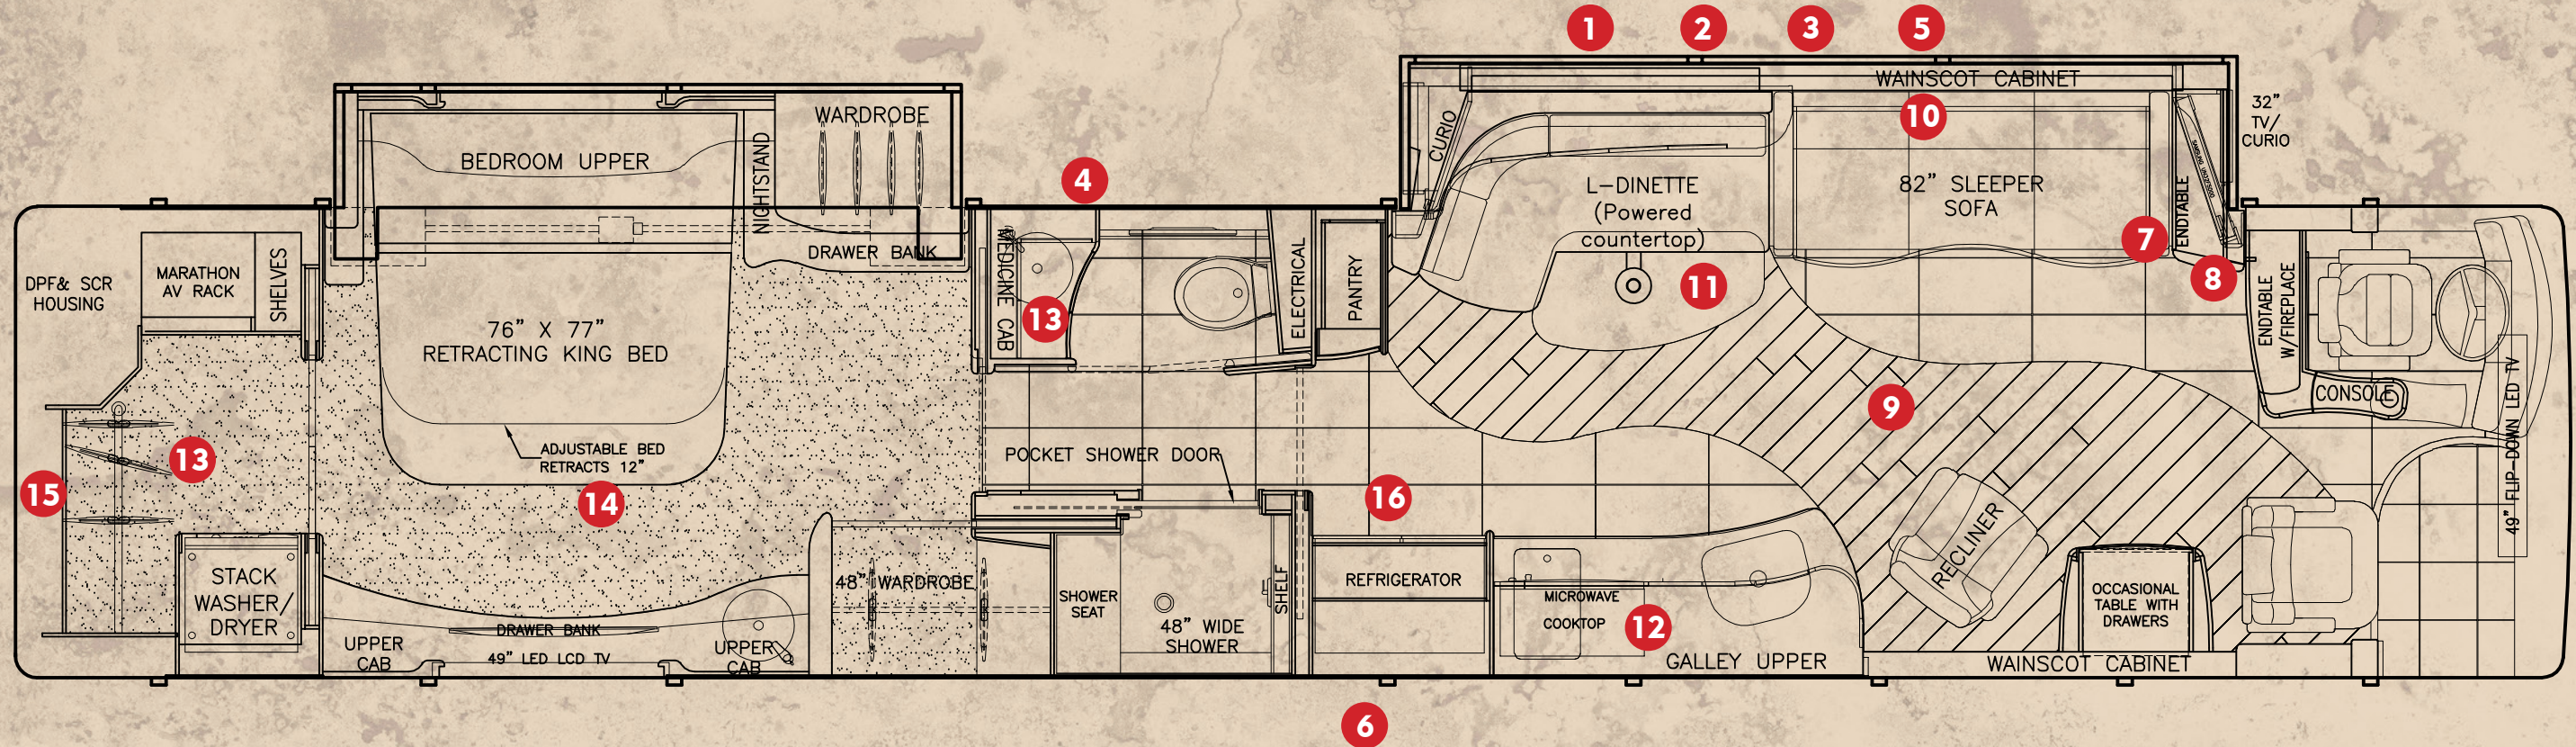 1
2
3
5
WAINSCOT CABINET
10
32”
TV/
CURIO
CURIO
WARDROBE
BEDROOM UPPER
NIGHTSTAND
DRAWER BANK
4
MEDICINE CAB
13
ELECTRICAL
PANTRY
L-DINETTE
(Powered
countertop)
11
82” SLEEPER
SOFA
7
ENDTABLE
8
ENDTABLE
W/FIREPLACE
CONSOLE
49” FLIP-DOWN LED TV
DPF& SCR
HOUSING
MARATHON
AV RACK
SHELVES
76” X 77”
RETRACTING KING BED
ADJUSTABLE BED
RETRACTS 12”
POCKET SHOWER DOOR
9
13
15
14
16
STACK
WASHER/
DRYER
UPPER
CAB
DRAWER BANK
49” LED LCD TV
UPPER
CAB
48” WARDROBE
SHOWER
SEAT
48” WIDE
SHOWER
SHELF
REFRIGERATOR
MICROWAVE
COOKTOP
12
GALLEY UPPER
RECLINER
OCCASIONAL
TABLE WITH
DRAWERS
WAINSCOT CABINET
6